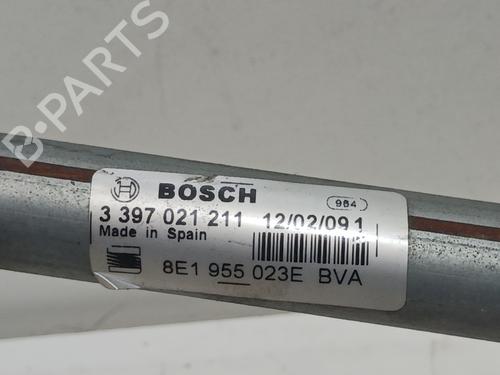 B-PARTS
BOSCH
984
3 397 021 211 12/02/09 1
Made in Spain
8E1 955 023E BVA